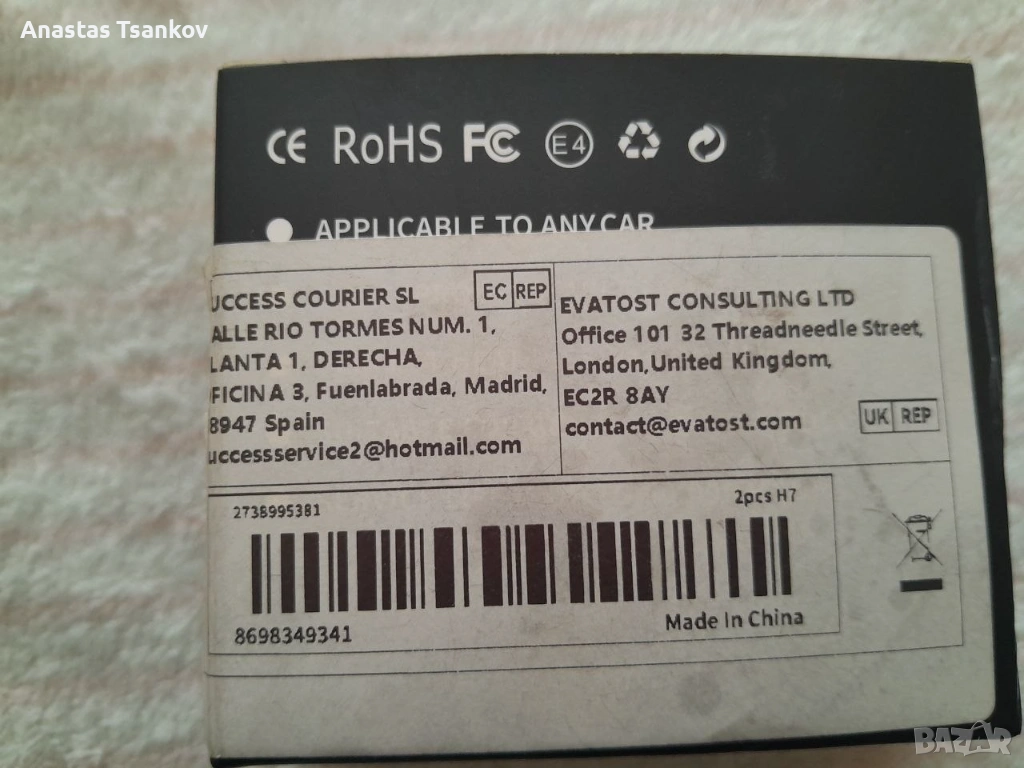 Anastas Tsankov
CE RoHS FC E4
APPLICABLE TO ANY CAR
UCCESS COURIER SL
EC REP
ALLE RIO TORMES NUM. 1,
LANTA 1, DERECHA,
FICINA 3, Fuenlabrada, Madrid,
8947 Spain
uccessservice2@hotmail.com
EVATOST CONSULTING LTD
Office 101 32 Threadneedle Street,
London, United Kingdom,
EC2R 8AY
contact@evatost.com
UK REP
2738995381
2pcs H7
8698349341
Made In China
BAZAR